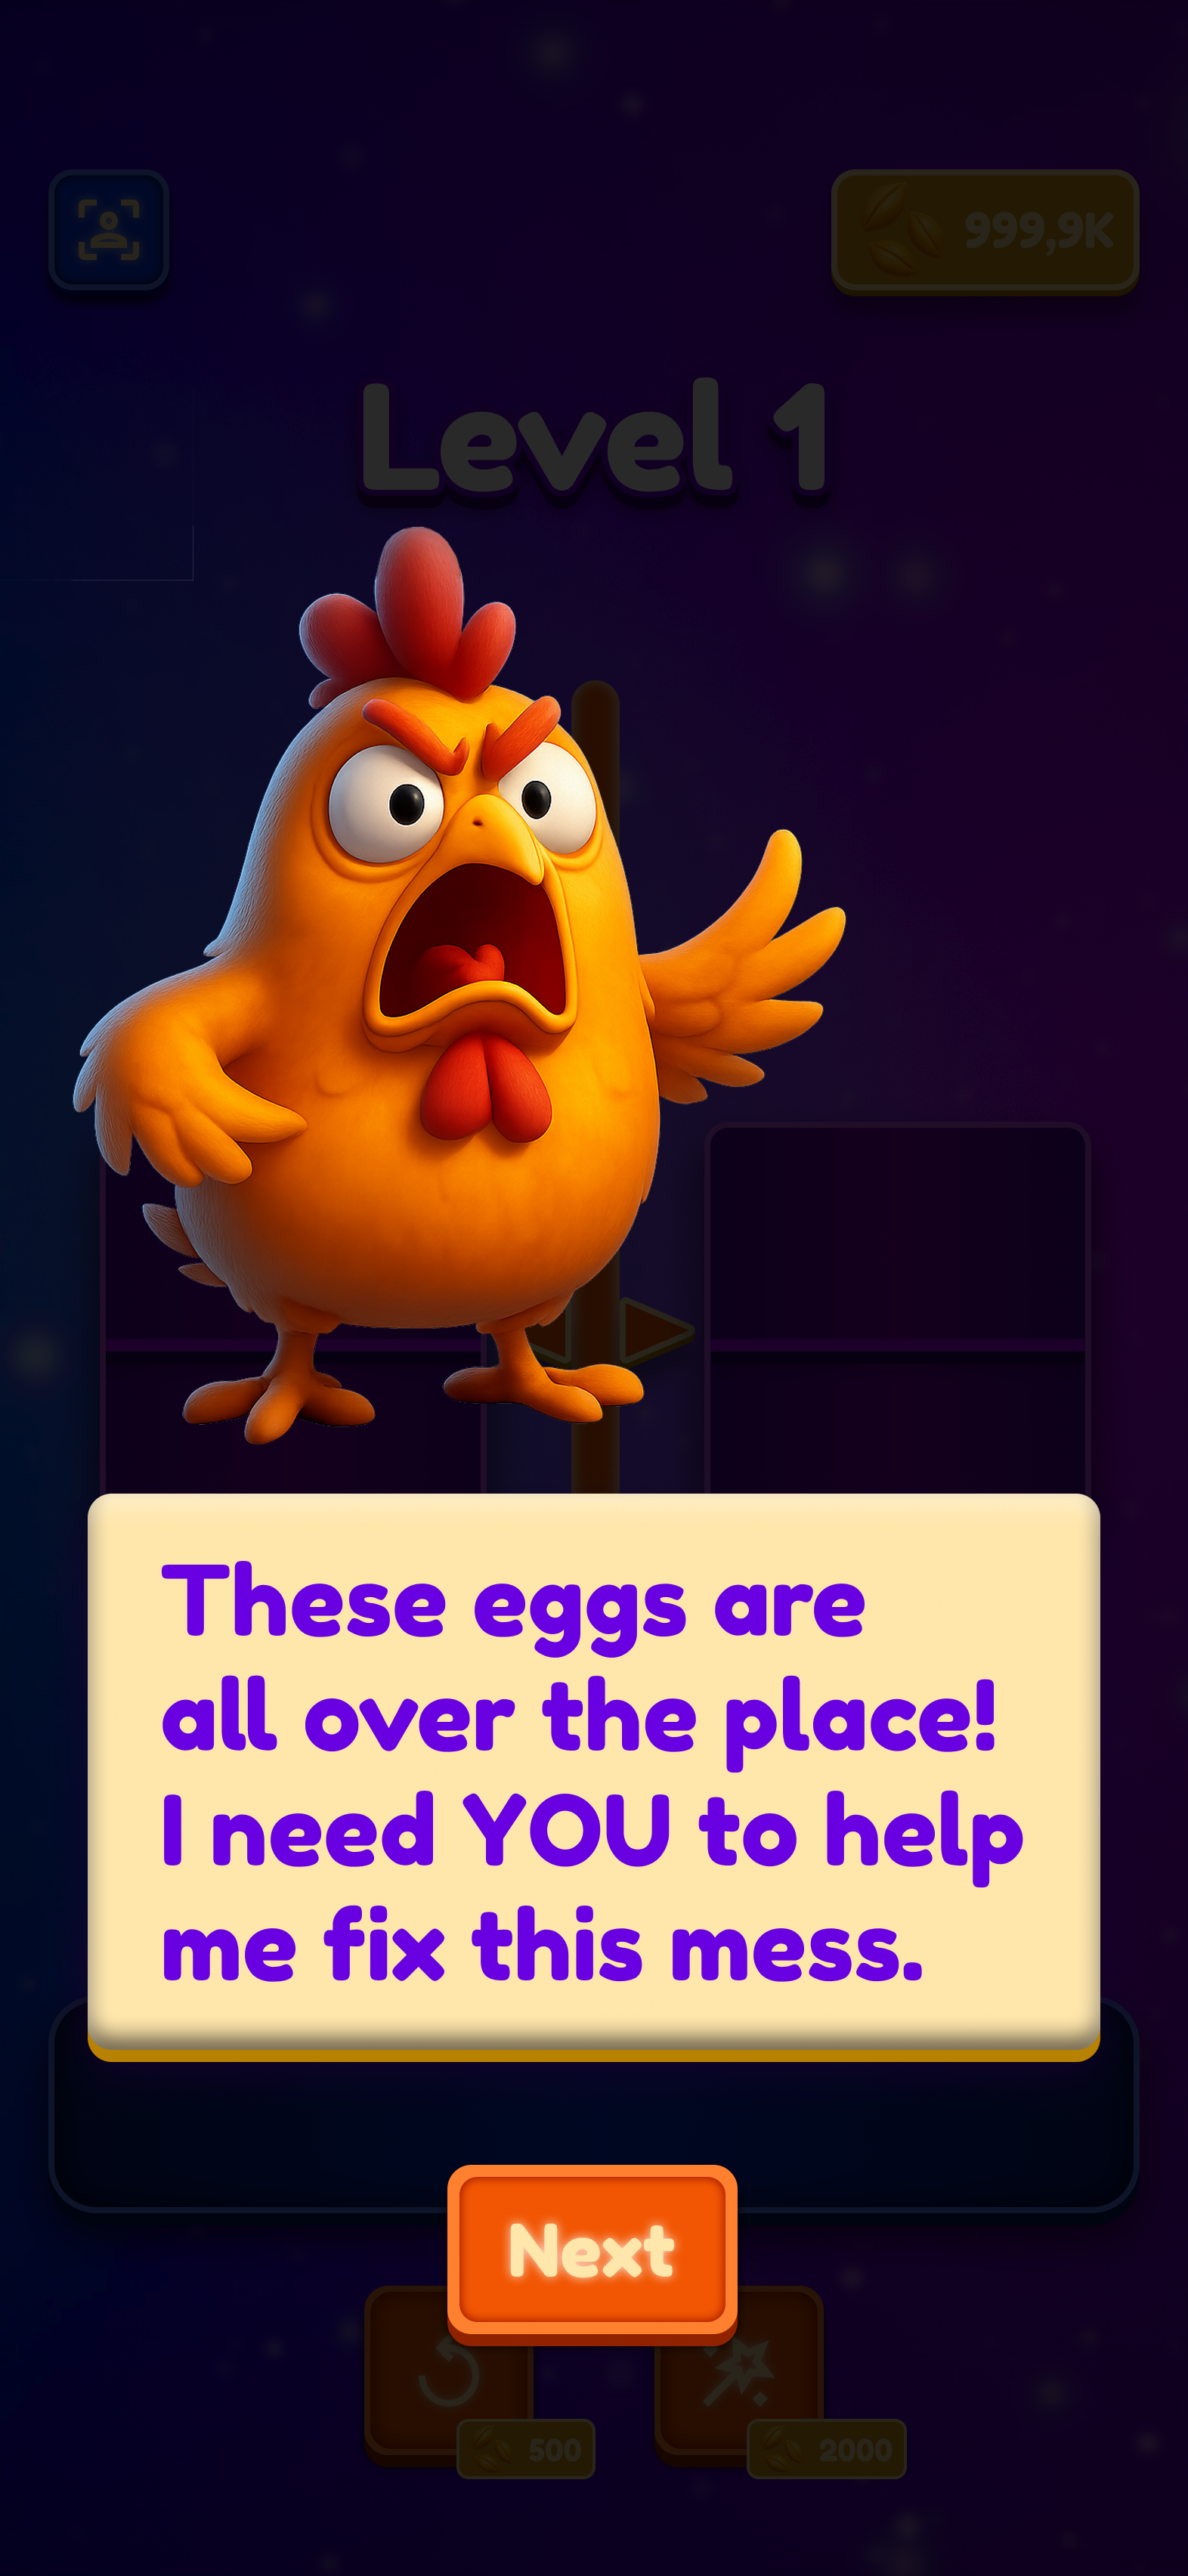 999,9K
Level 1
These eggs are
all over the place!
I need YOU to help
me fix this mess.
Next
500
2000